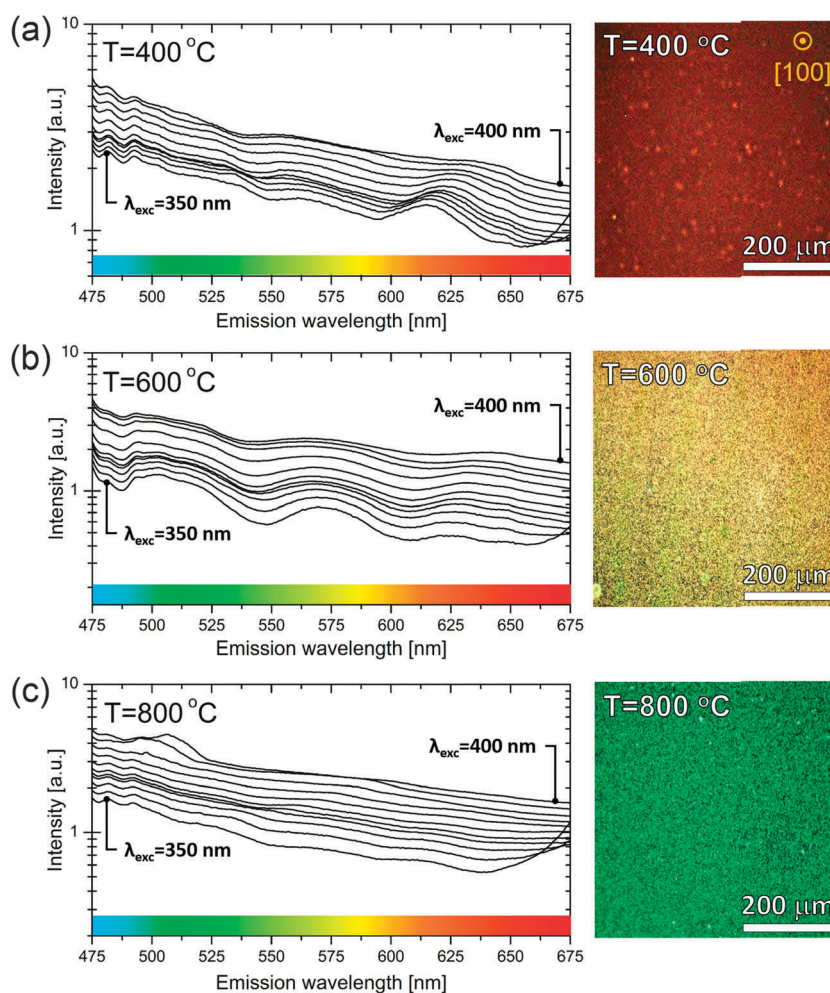 (a)
10
T=400 °C
λexc=400 nm
Intensity [a.u.]
1
λexc=350 nm
475 500 525 550 575 600 625 650 675
Emission wavelength [nm]
T=400 °C
[100]
200 μm
(b)
10
T=600 °C
λexc=400 nm
Intensity [a.u.]
1
λexc=350 nm
475 500 525 550 575 600 625 650 675
Emission wavelength [nm]
T=600 °C
200 μm
(c)
10
T=800 °C
λexc=400 nm
Intensity [a.u.]
1
λexc=350 nm
475 500 525 550 575 600 625 650 675
Emission wavelength [nm]
T=800 °C
200 μm